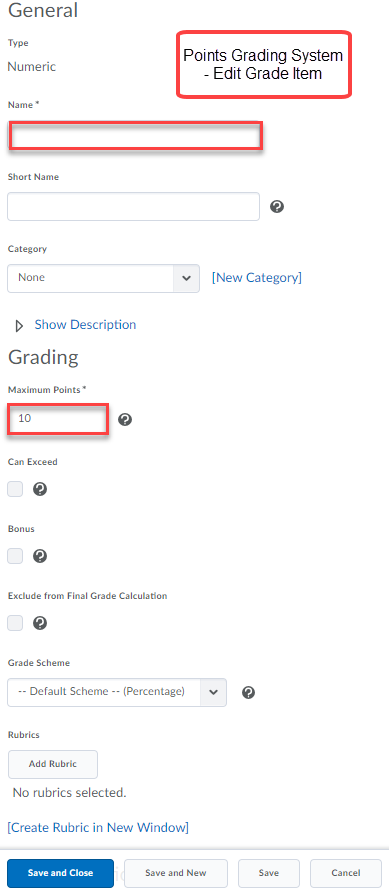 General
Type
Points Grading System
- Edit Grade Item
Numeric
Name *
Short Name
Category
None
[New Category]
Show Description
Grading
Maximum Points *
10
Can Exceed
Bonus
Exclude from Final Grade Calculation
Grade Scheme
-- Default Scheme -- (Percentage)
Rubrics
Add Rubric
No rubrics selected.
[Create Rubric in New Window]
Save and Close
Save and New
Save
Cancel